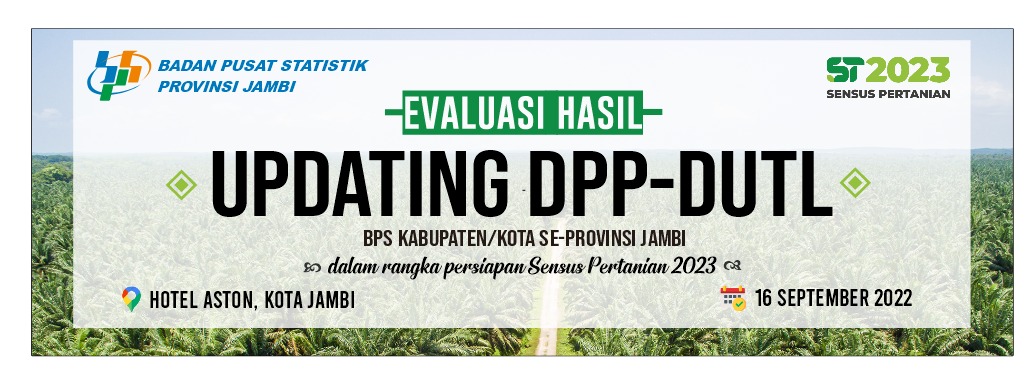 BADAN PUSAT STATISTIK
PROVINSI JAMBI
ST2023
SENSUS PERTANIAN
EVALUASI HASIL
UPDATING DPP-DUTL
BPS KABUPATEN/KOTA SE-PROVINSI JAMBI
dalam rangka persiapan Sensus Pertanian 2023
HOTEL ASTON, KOTA JAMBI
16 SEPTEMBER 2022